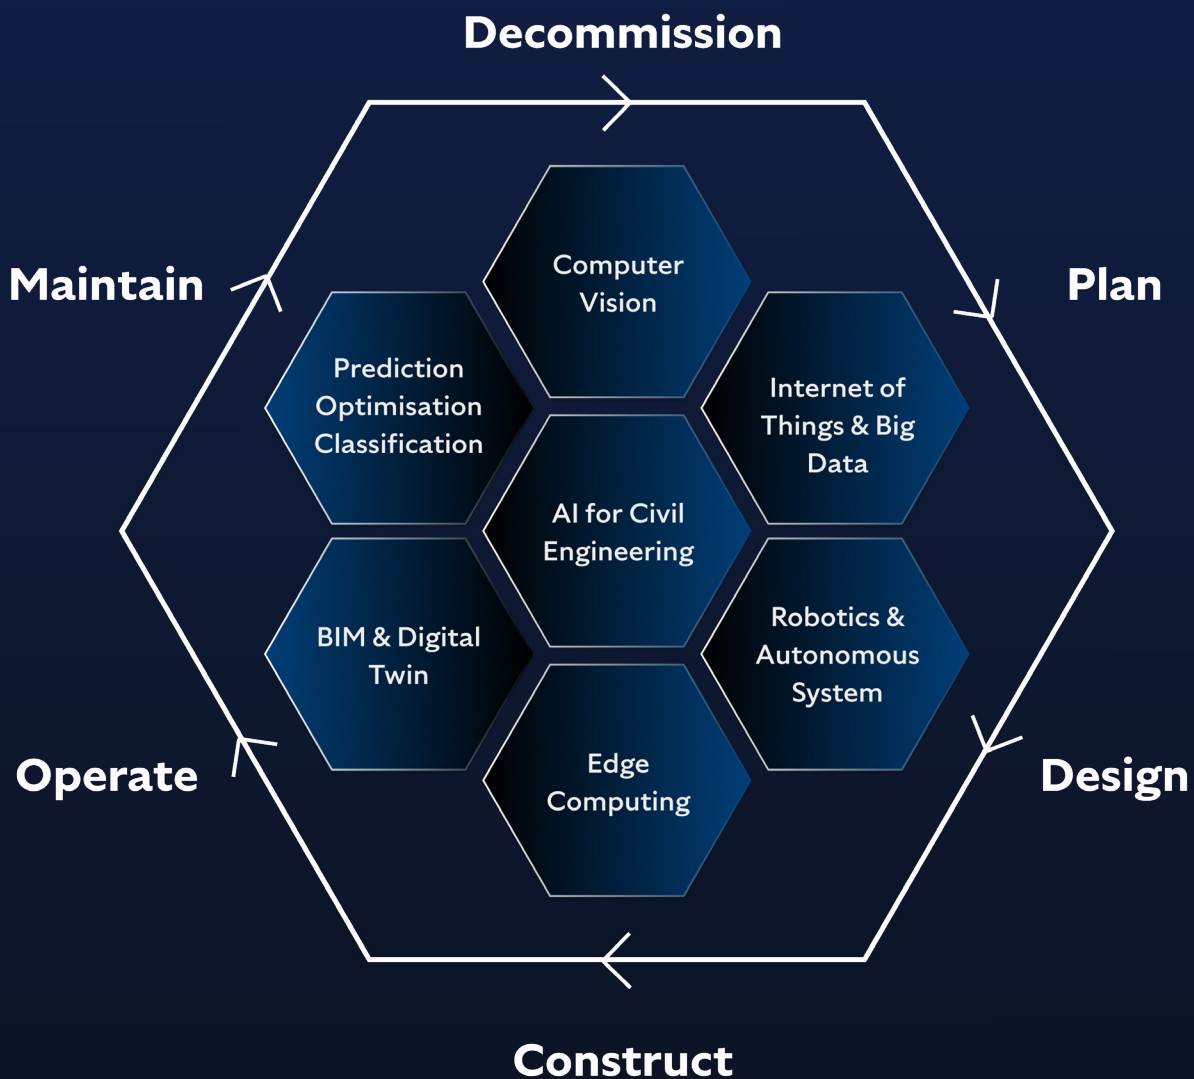 Decommission
Maintain
Plan
Computer
Vision
Prediction
Optimisation
Classification
Internet of
Things & Big
Data
AI for Civil
Engineering
BIM & Digital
Twin
Robotics &
Autonomous
System
Operate
Design
Edge
Computing
Construct